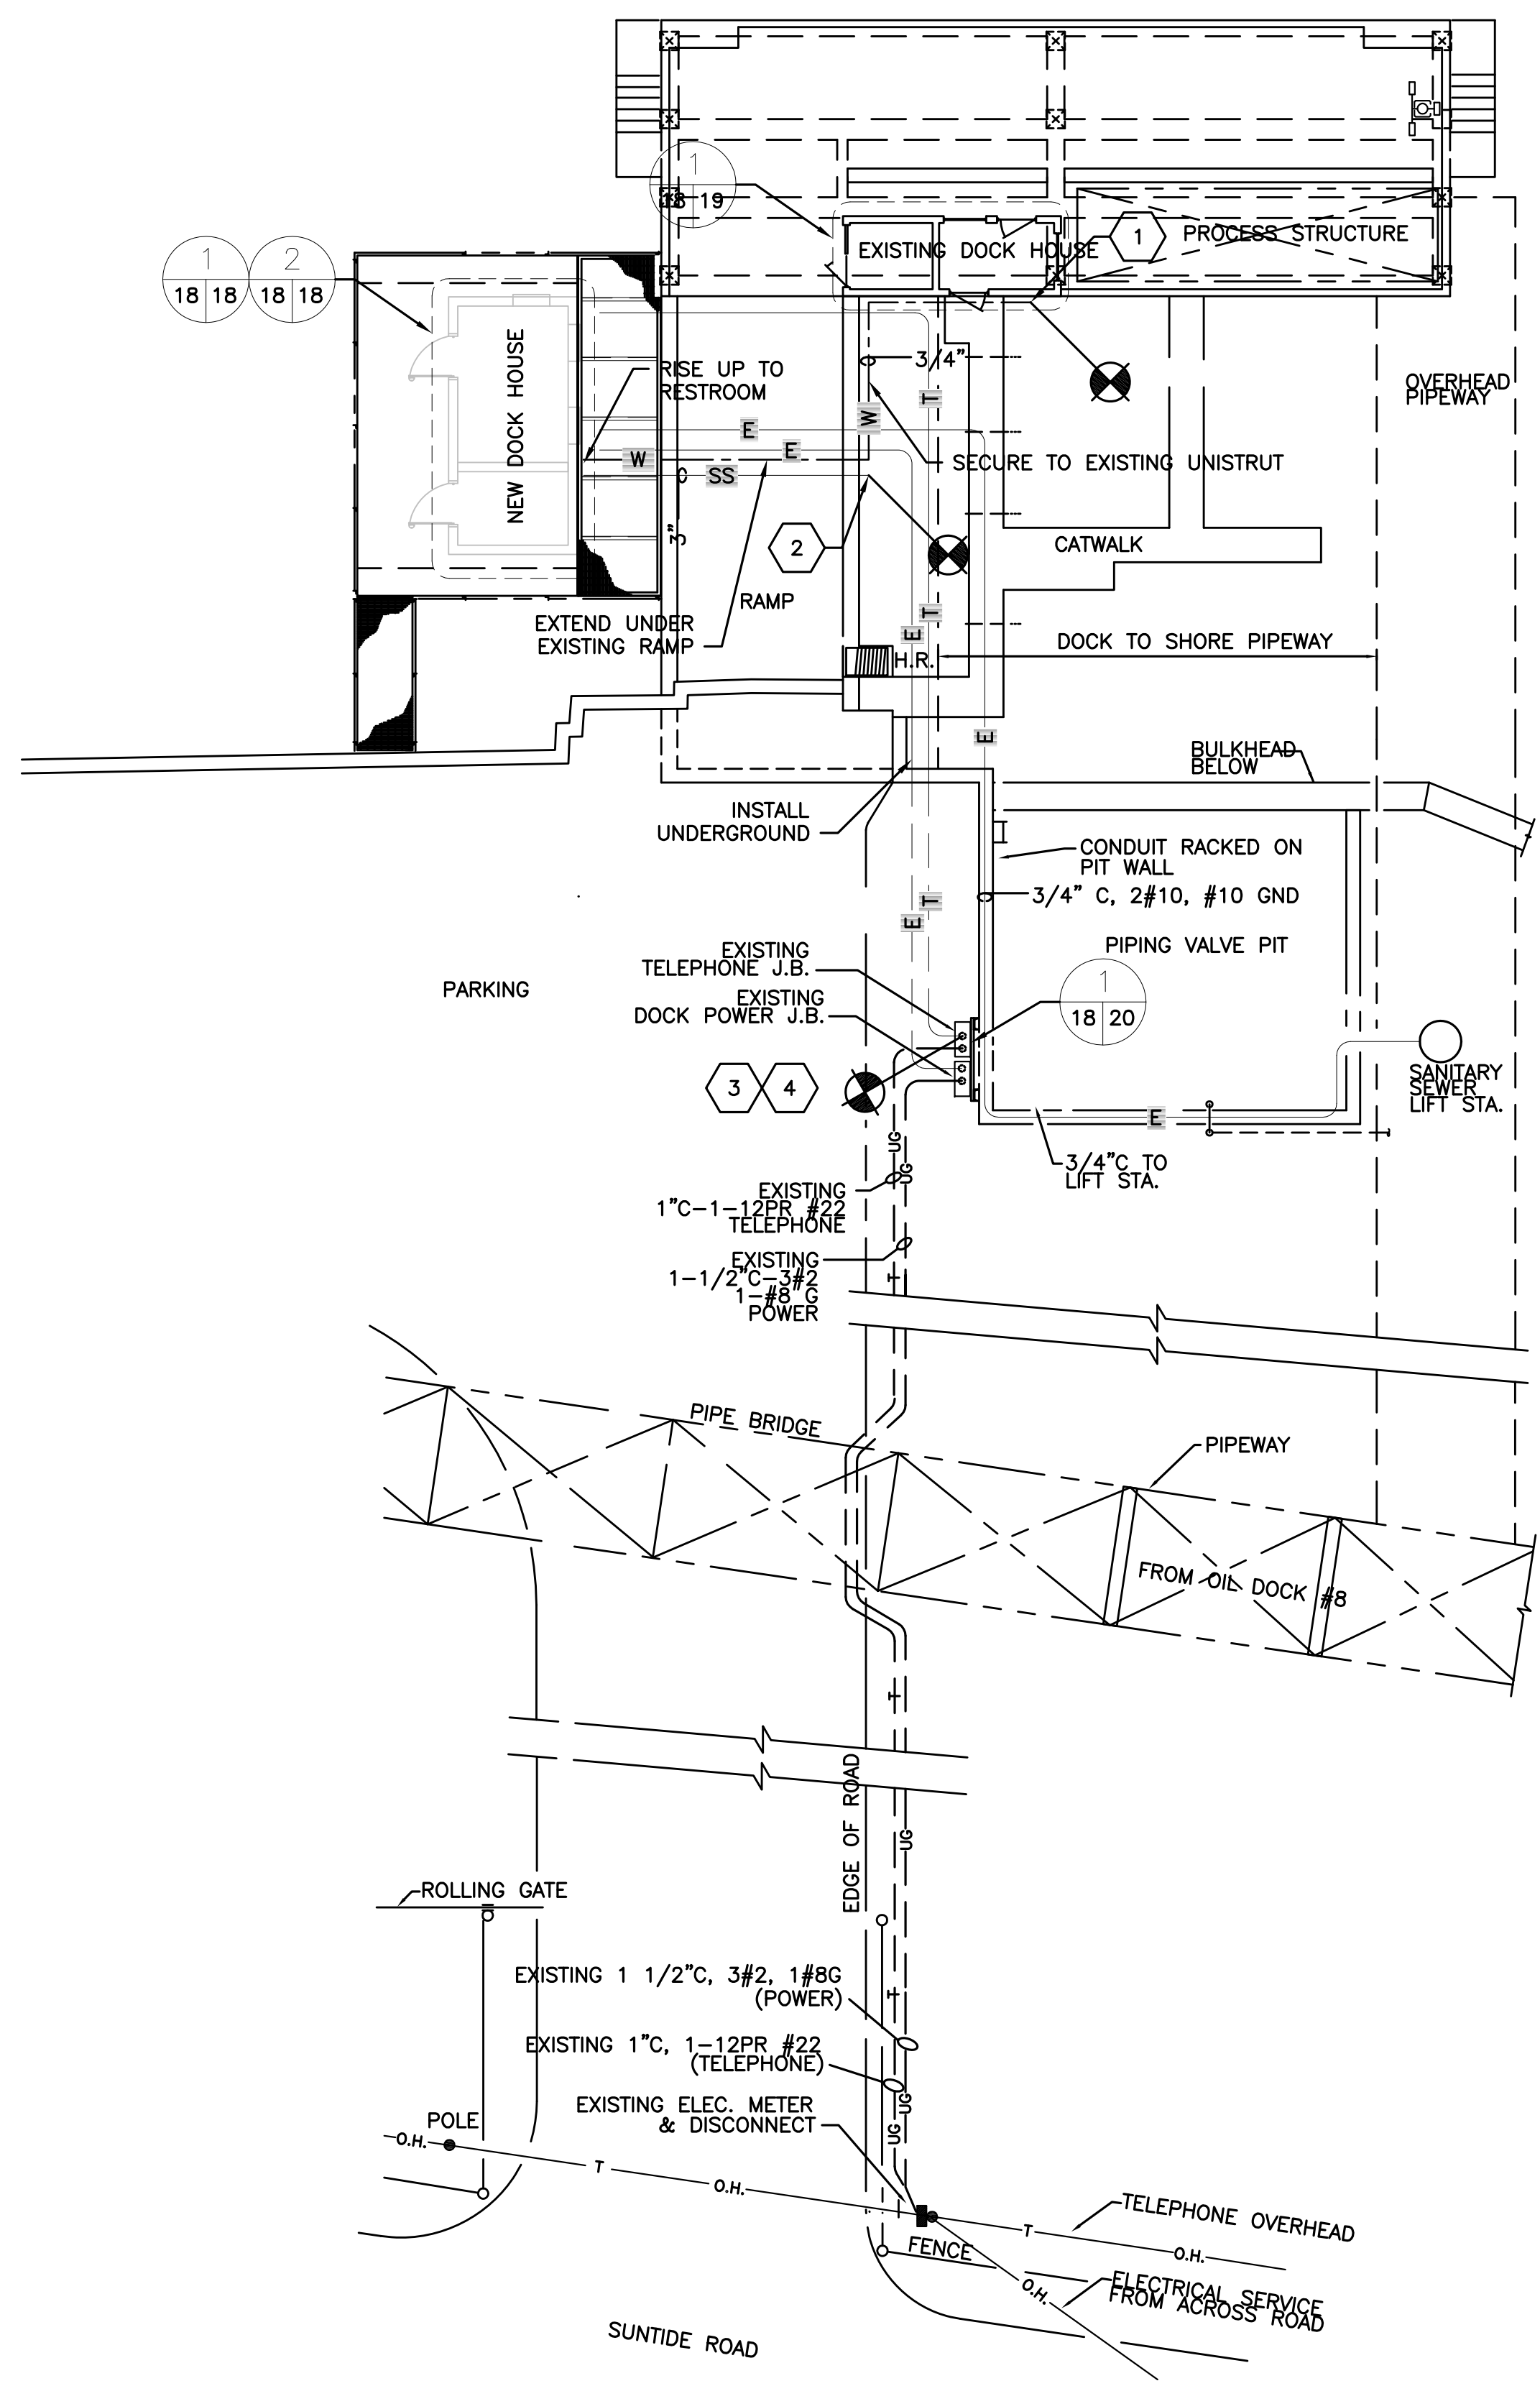 1
18 19
1
2
18 18
18 18
EXISTING DOCK HOUSE
1
PROCESS STRUCTURE
NEW DOCK HOUSE
RISE UP TO
RESTROOM
3/4"
T
W
OVERHEAD
PIPEWAY
E
E
W
SS
SECURE TO EXISTING UNISTRUT
3"
2
CATWALK
RAMP
EXTEND UNDER
EXISTING RAMP
T
E
H.R.
DOCK TO SHORE PIPEWAY
E
BULKHEAD
BELOW
INSTALL
UNDERGROUND
CONDUIT RACKED ON
PIT WALL
3/4" C, 2#10, #10 GND
T
E
EXISTING
TELEPHONE J.B.
PIPING VALVE PIT
PARKING
EXISTING
DOCK POWER J.B.
1
18 20
3
4
SANITARY
SEWER
LIFT STA.
E
UG
UG
3/4"C TO
LIFT STA.
EXISTING
1"C-1-12PR #22
TELEPHONE
EXISTING
1-1/2"C-3#2
1-#8 G
POWER
T
PIPE BRIDGE
PIPEWAY
FROM OIL DOCK #8
T
EDGE OF ROAD
UG
ROLLING GATE
EXISTING 1 1/2"C, 3#2, 1#8G
(POWER)
T
EXISTING 1"C, 1-12PR #22
(TELEPHONE)
EXISTING ELEC. METER
& DISCONNECT
UG
UG
POLE
O.H.
T
O.H.
TELEPHONE OVERHEAD
T
O.H.
FENCE
O.H.
ELECTRICAL SERVICE
FROM ACROSS ROAD
SUNTIDE ROAD